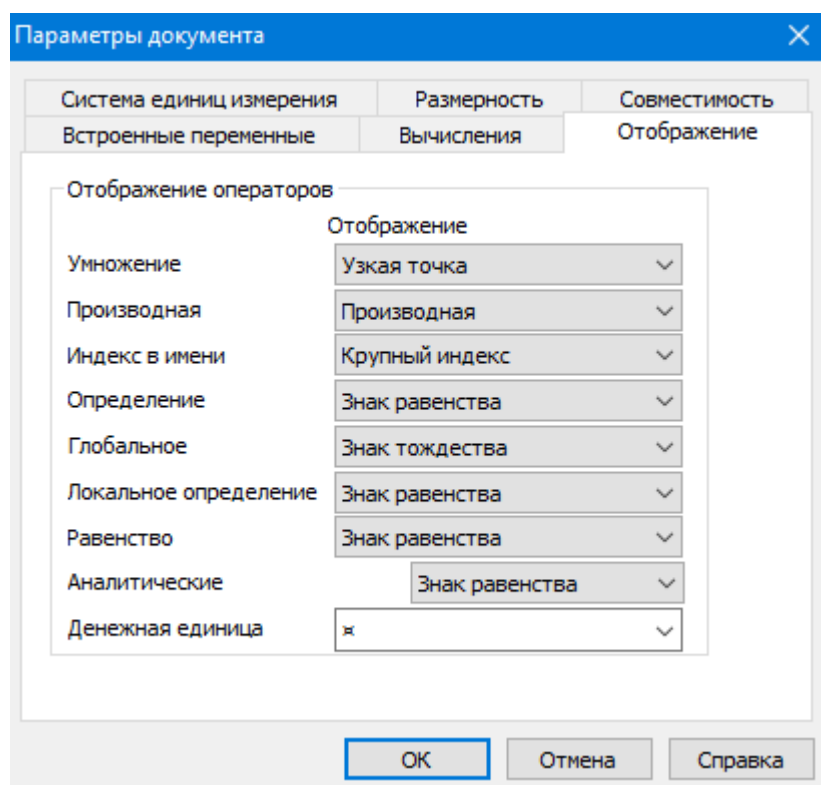 Параметры документа
Система единиц измерения Размерность Совместимость
Встроенные переменные Вычисления Отображение
Отображение операторов
Отображение
Умножение Узкая точка
Производная Производная
Индекс в имени Крупный индекс
Определение Знак равенства
Глобальное Знак тождества
Локальное определение Знак равенства
Равенство Знак равенства
Аналитические Знак равенства
Денежная единица ¤
ОК Отмена Справка